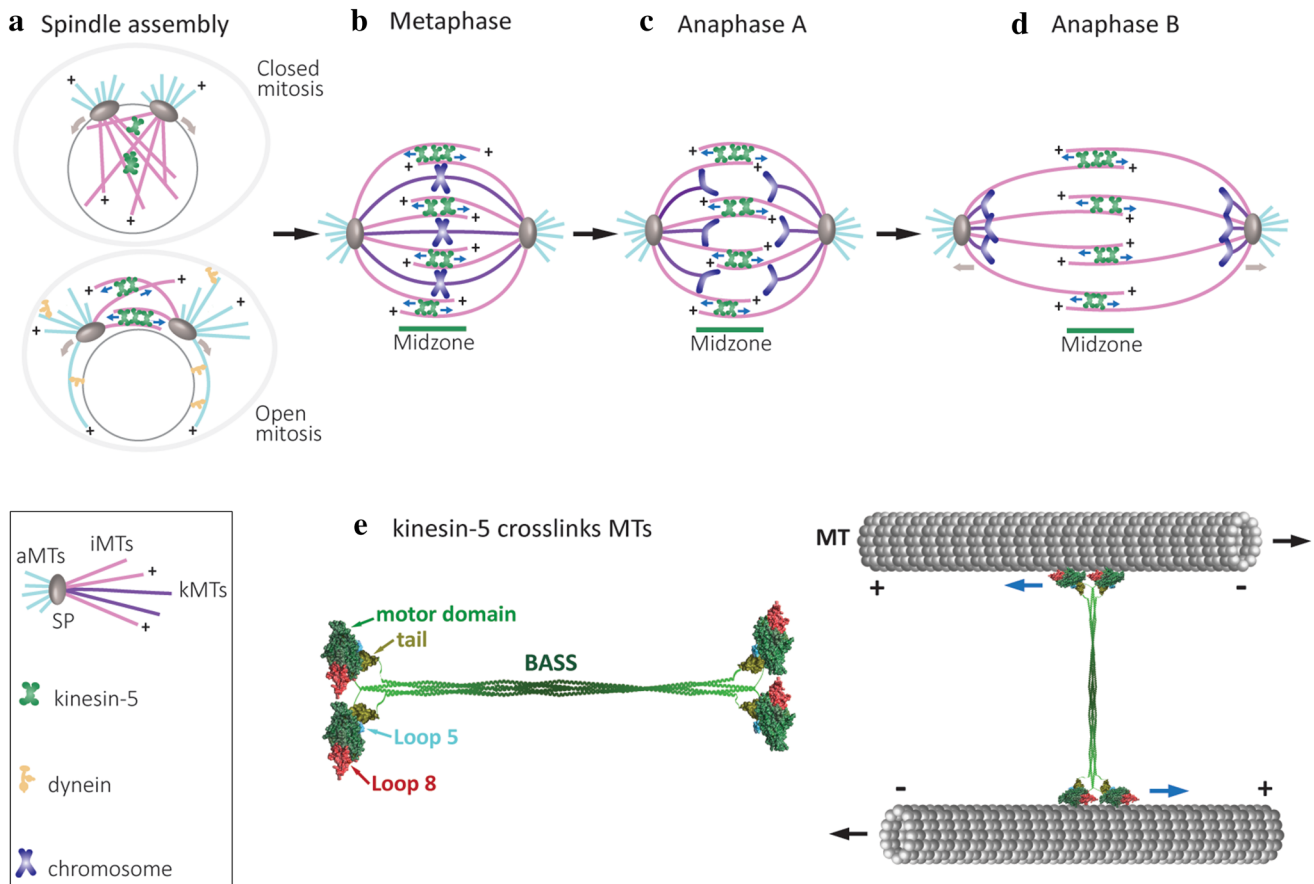 a Spindle assembly
Closed
mitosis
+
+
+
+
+
Open
mitosis
+
+
+
+
+
+
b Metaphase
+
+
+
+
+
+
+
+
Midzone
c Anaphase A
+
+
+
+
+
+
+
+
Midzone
d Anaphase B
+
+
+
+
+
+
+
+
Midzone
aMTs
iMTs
+
kMTs
SP
+
kinesin-5
dynein
chromosome
e kinesin-5 crosslinks MTs
motor domain
tail
BASS
Loop 5
Loop 8
MT
+
-
-
+